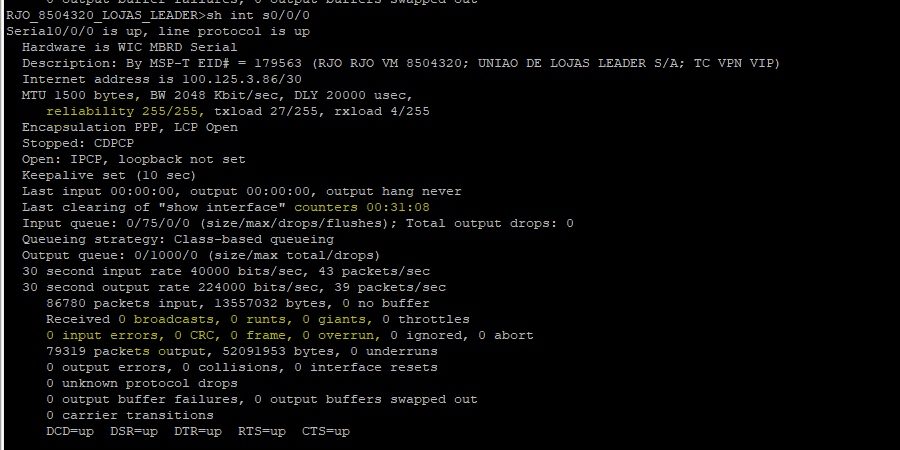 0 output buffer failures, 0 output buffers swapped out
RJO_8504320_LOJAS_LEADER>sh int s0/0/0
Serial0/0/0 is up, line protocol is up
Hardware is WIC MBRD Serial
Description: By MSP-T EID# = 179563 (RJO RJO VM 8504320; UNIAO DE LOJAS LEADER S/A; TC VPN VIP)
Internet address is 100.125.3.86/30
MTU 1500 bytes, BW 2048 Kbit/sec, DLY 20000 usec,
reliability 255/255, txload 27/255, rxload 4/255
Encapsulation PPP, LCP Open
Stopped: CDPCP
Open: IPCP, loopback not set
Keepalive set (10 sec)
Last input 00:00:00, output 00:00:00, output hang never
Last clearing of "show interface" counters 00:31:08
Input queue: 0/75/0/0 (size/max/drops/flushes); Total output drops: 0
Queueing strategy: Class-based queueing
Output queue: 0/1000/0 (size/max total/drops)
30 second input rate 40000 bits/sec, 43 packets/sec
30 second output rate 224000 bits/sec, 39 packets/sec
86780 packets input, 13557032 bytes, 0 no buffer
Received 0 broadcasts, 0 runts, 0 giants, 0 throttles
0 input errors, 0 CRC, 0 frame, 0 overrun, 0 ignored, 0 abort
79319 packets output, 52091953 bytes, 0 underruns
0 output errors, 0 collisions, 0 interface resets
0 unknown protocol drops
0 output buffer failures, 0 output buffers swapped out
0 carrier transitions
DCD=up  DSR=up  DTR=up  RTS=up  CTS=up